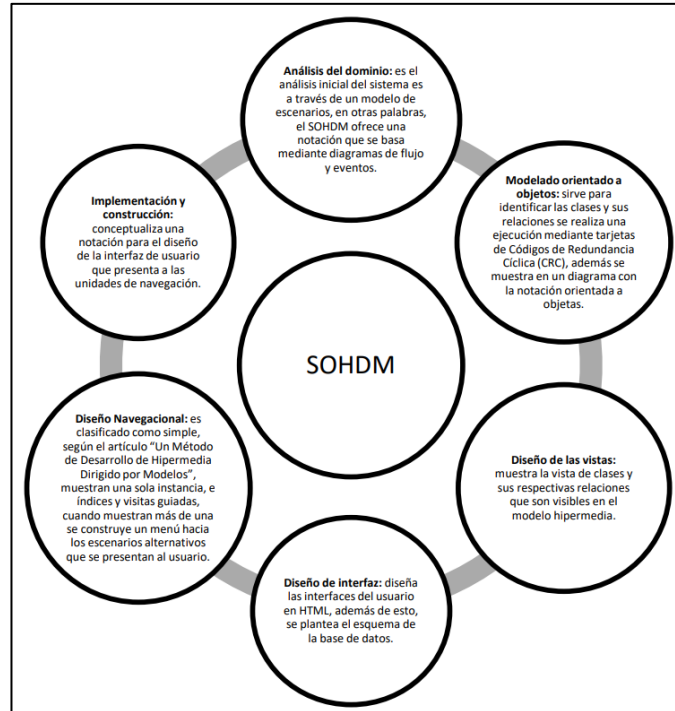 Análisis del dominio: es el
análisis inicial del sistema es
a través de un modelo de
escenarios, en otras palabras,
el SOHDM ofrece una
notación que se basa
mediante diagramas de flujo
y eventos.
Modelado orientado a
objetos: sirve para
identificar las clases y sus
relaciones se realiza una
ejecución mediante tarjetas
de Códigos de Redundancia
Cíclica (CRC), además se
muestra en un diagrama con
la notación orientada a
objetas.
Diseño de las vistas:
muestra la vista de clases y
sus respectivas relaciones
que son visibles en el
modelo hipermedia.
Diseño de interfaz: diseña
las interfaces del usuario
en HTML, además de esto,
se plantea el esquema de
la base de datos.
Diseño Navegacional: es
clasificado como simple,
según el artículo “Un Método
de Desarrollo de Hipermedia
Dirigido por Modelos”,
muestran una sola instancia, e
índices y visitas guiadas,
cuando muestran más de una
se construye un menú hacia
los escenarios alternativos
que se presentan al usuario.
Implementación y
construcción:
conceptualiza una
notación para el diseño
de la interfaz de usuario
que presenta a las
unidades de navegación.
SOHDM